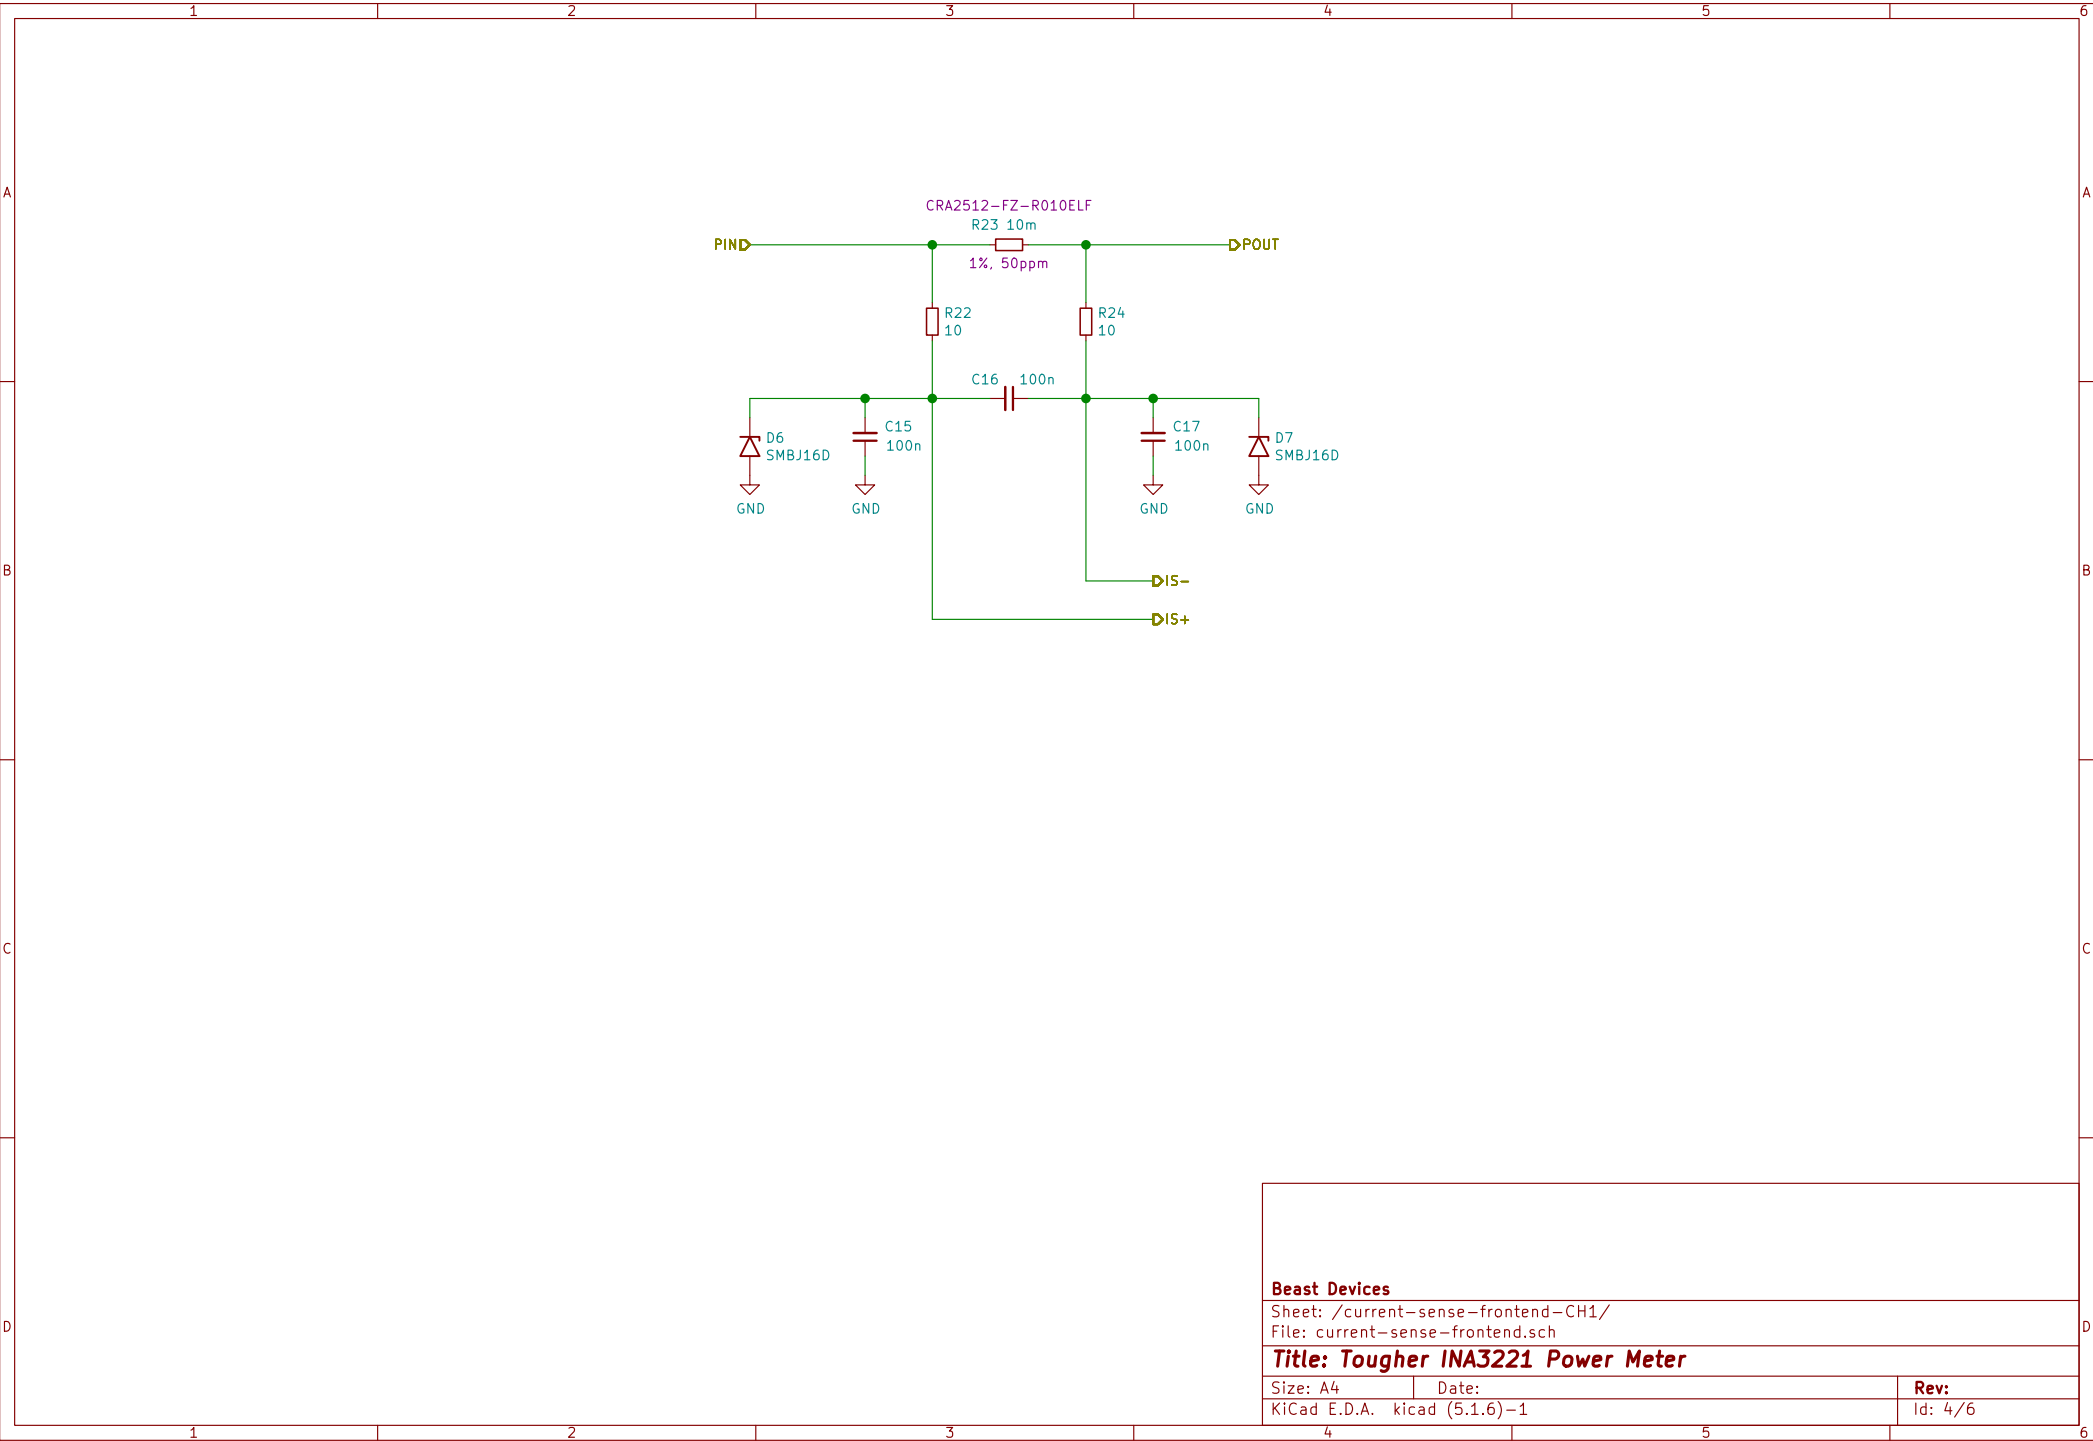 1 2 3 4 5 6
A A
CRA2512-FZ-R010ELF
R23 10m
PIN POUT
1%, 50ppm
R22 R24
10 10
C16 100n
C15 C17
D6 D7
100n 100n
SMBJ16D SMBJ16D
GND GND GND GND
B B
IS-
IS+
C C
Beast Devices
Sheet: /current-sense-frontend-CH1/
D D
File: current-sense-frontend.sch
Title: Tougher INA3221 Power Meter
Size: A4 Date: Rev:
KiCad E.D.A. kicad (5.1.6)-1 Id: 4/6
1 2 3 4 5 6